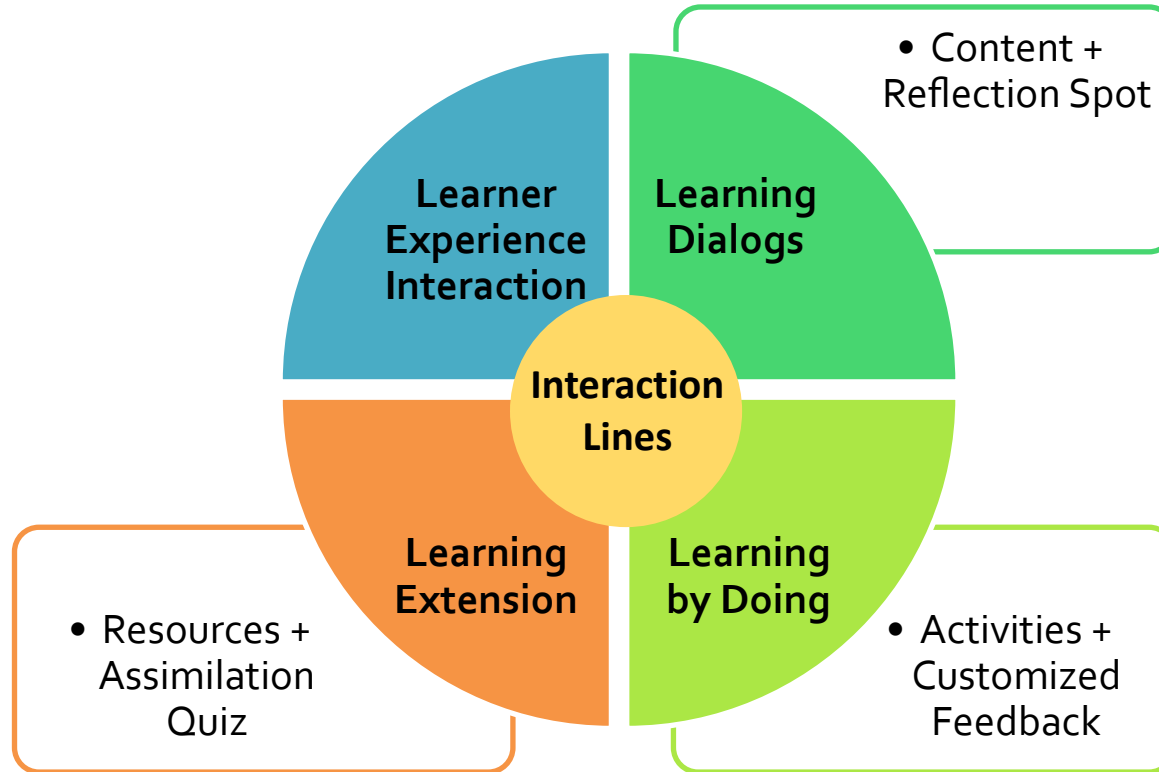 • Content +
Reflection Spot
Learner
Experience
Interaction
Learning
Dialogs
Interaction
Lines
Learning
Extension
Learning
by Doing
• Resources +
Assimilation
Quiz
• Activities +
Customized
Feedback